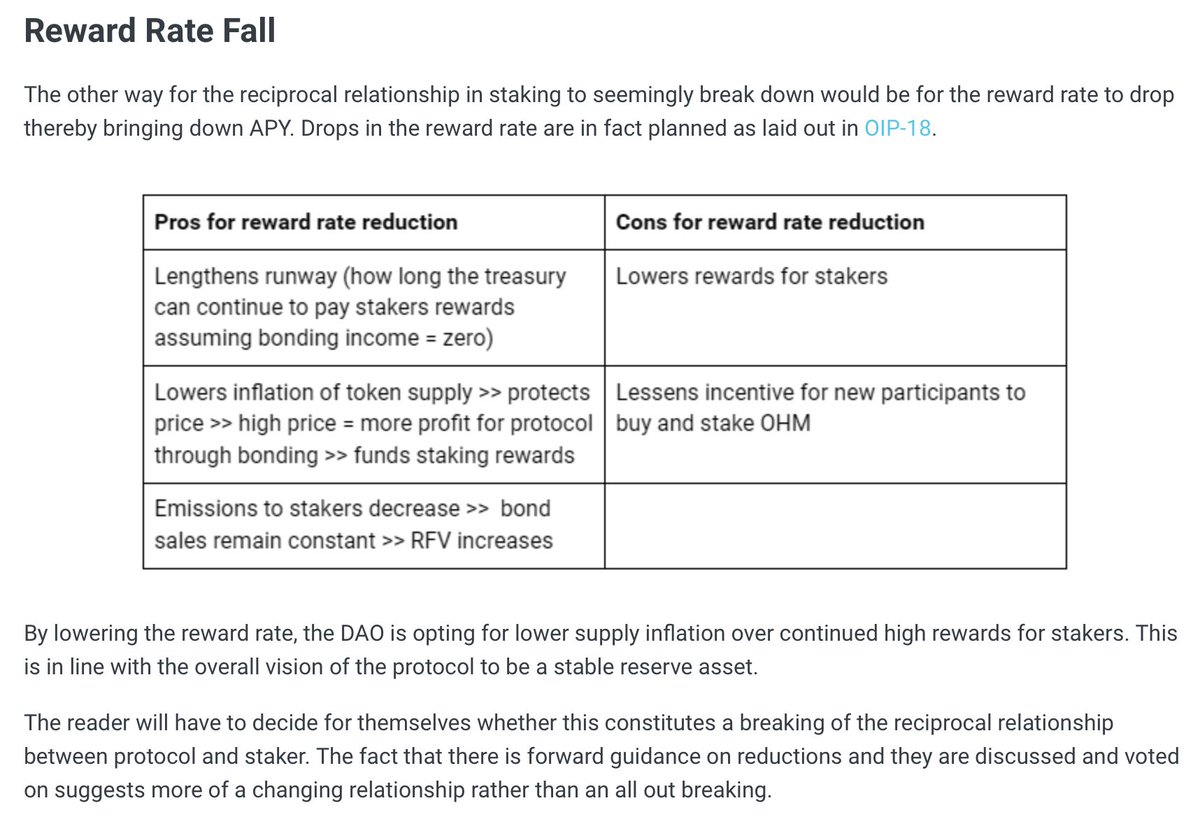 Reward Rate Fall
The other way for the reciprocal relationship in staking to seemingly break down would be for the reward rate to drop
thereby bringing down APY. Drops in the reward rate are in fact planned as laid out in OIP-18.
Pros for reward rate reduction
Cons for reward rate reduction
Lengthens runway (how long the treasury
can continue to pay stakers rewards
assuming bonding income = zero)
Lowers rewards for stakers
Lowers inflation of token supply >> protects
price >> high price = more profit for protocol
through bonding >> funds staking rewards
Lessens incentive for new participants to
buy and stake OHM
Emissions to stakers decrease >>  bond
sales remain constant >> RFV increases
By lowering the reward rate, the DAO is opting for lower supply inflation over continued high rewards for stakers. This
is in line with the overall vision of the protocol to be a stable reserve asset.
The reader will have to decide for themselves whether this constitutes a breaking of the reciprocal relationship
between protocol and staker. The fact that there is forward guidance on reductions and they are discussed and voted
on suggests more of a changing relationship rather than an all out breaking.